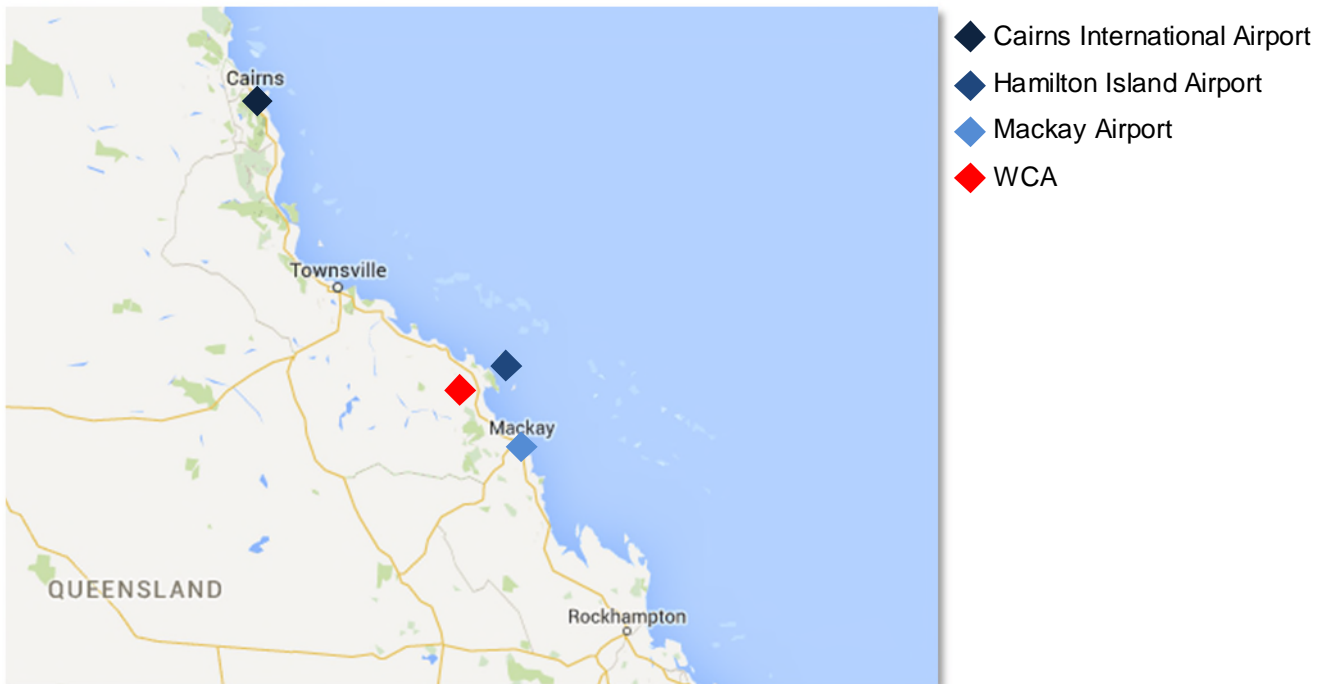 Cairns International Airport
Hamilton Island Airport
Mackay Airport
WCA
Cairns
Townsville
Mackay
QUEENSLAND
Rockhampton